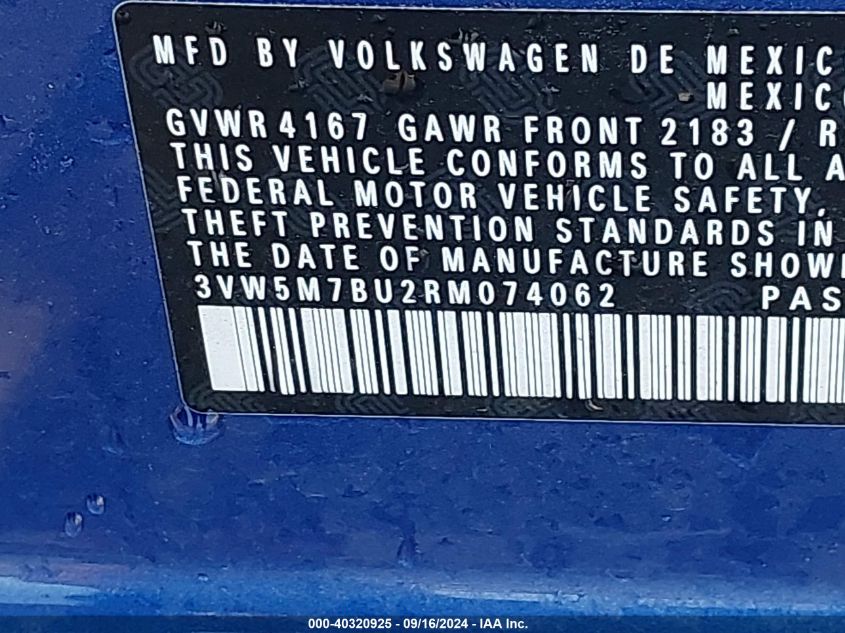 MFD BY VOLKSWAGEN DE MEXIC
MEXIC
GVWR 4167 GAWR FRONT 2183 / R
THIS VEHICLE CONFORMS TO ALL A
FEDERAL MOTOR VEHICLE SAFETY,
THEFT PREVENTION STANDARDS IN
THE DATE OF MANUFACTURE SHOW
3VW5M7BU2RM074062 PAS
000-40320925 - 09/16/2024 - IAA Inc.